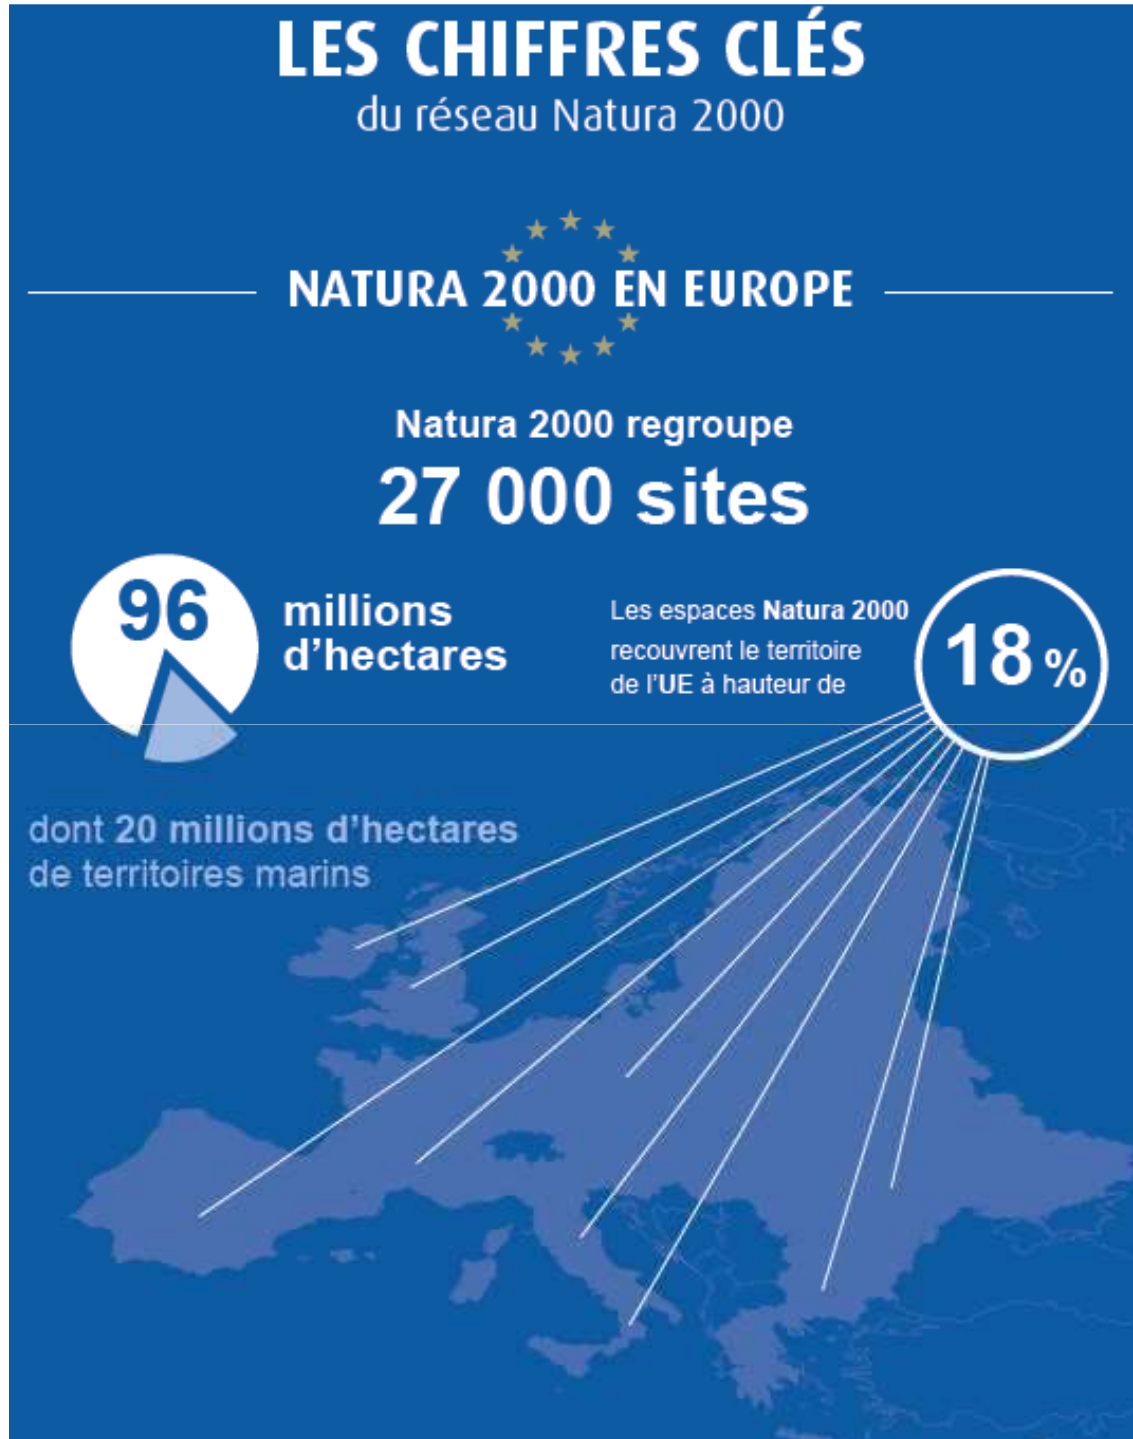 LES CHIFFRES CLÉS
du réseau Natura 2000
NATURA 2000 EN EUROPE
Natura 2000 regroupe
27 000 sites
96
millions
d’hectares
dont 20 millions d’hectares
de territoires marins
Les espaces Natura 2000
recouvrent le territoire
de l’UE à hauteur de
18 %